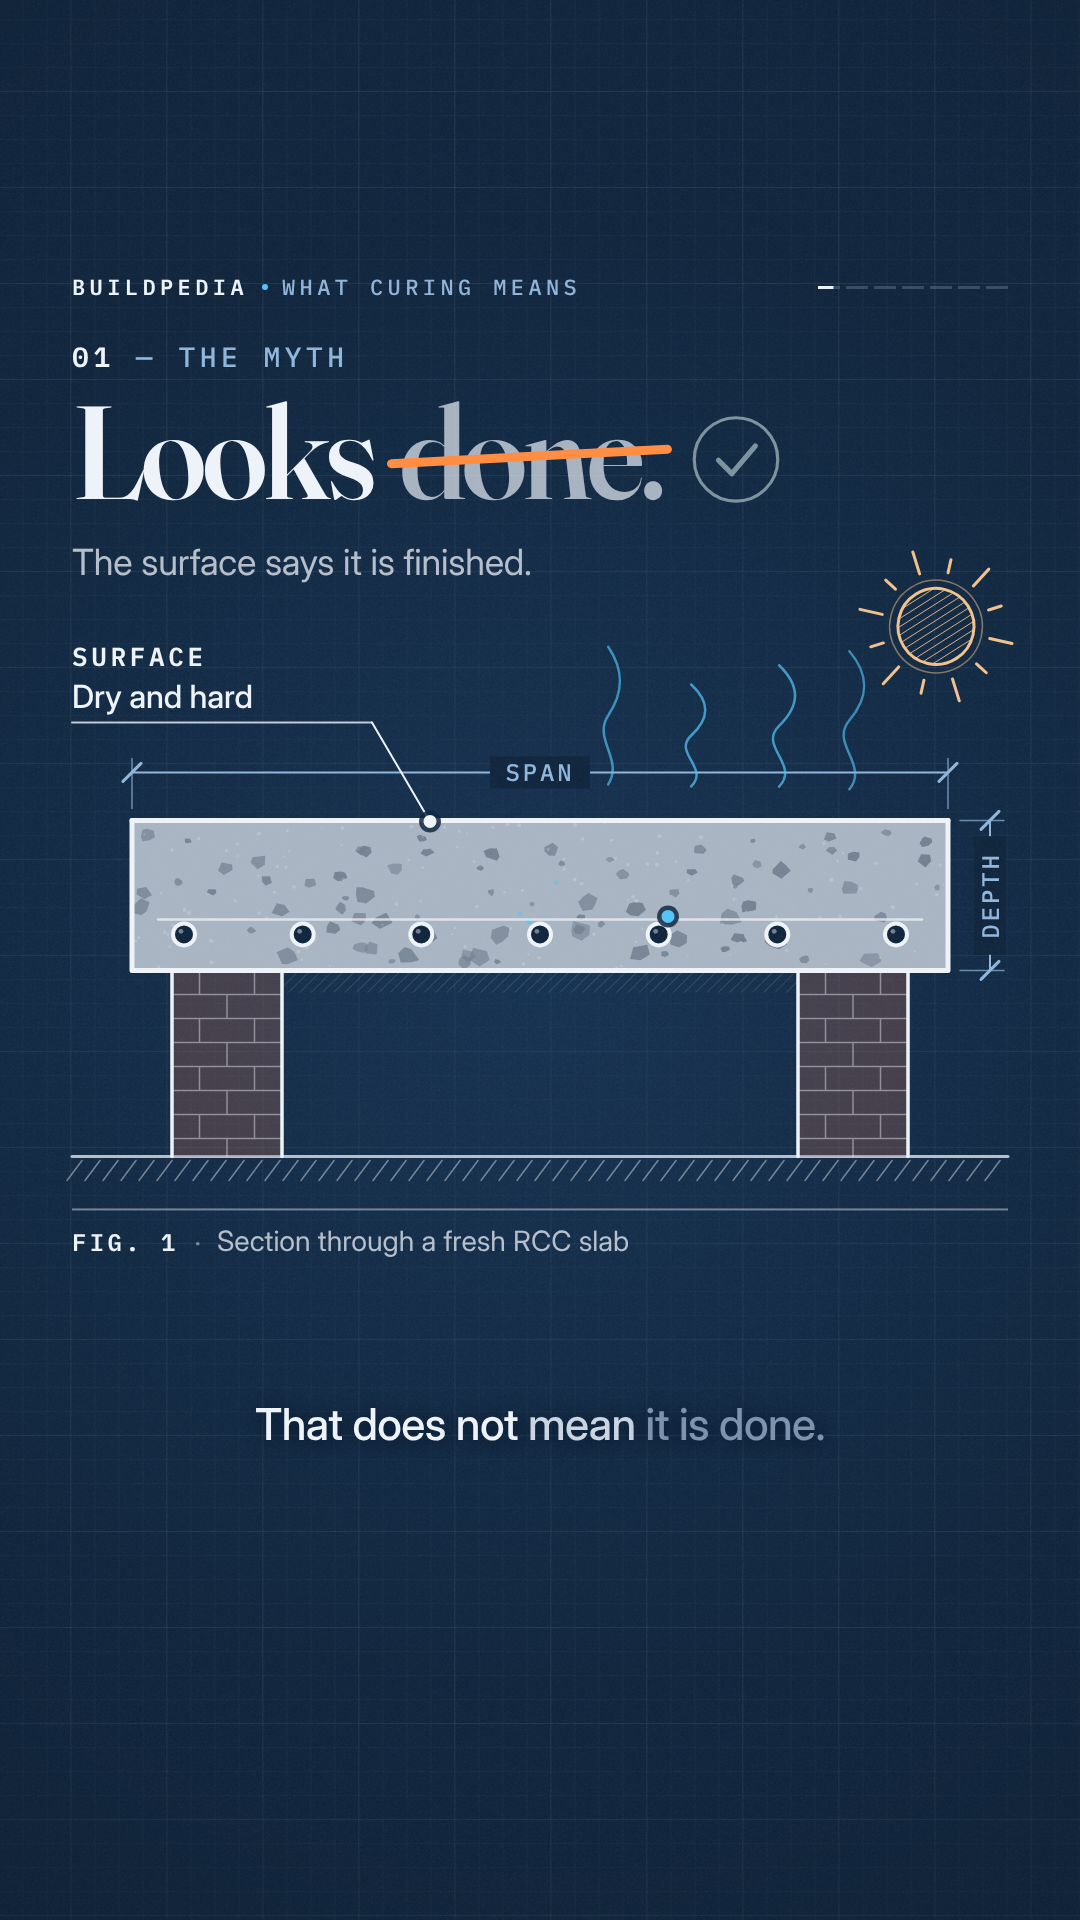 BUILDPEDIA • WHAT CURING MEANS
01 — THE MYTH
Looks done.
The surface says it is finished.
SURFACE
Dry and hard
SPAN
DEPTH
FIG. 1 · Section through a fresh RCC slab
That does not mean it is done.